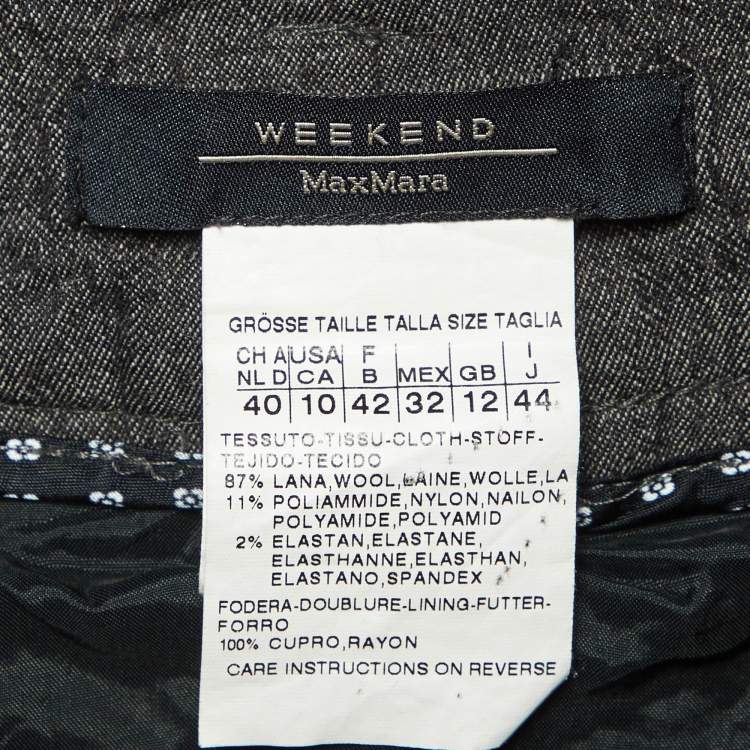 WEEKEND
MaxMara
GRÖSSE TAILLE TALLA SIZE TAGLIA
CH A USA F I
NL D CA B MEX GB J
40 10 42 32 12 44
TESSUTO-TISSU-CLOTH-STOFF-
TEJIDO-TECIDO
87% LANA,WOOL,LAINE,WOLLE,LA
11% POLIAMMIDE,NYLON,NAILON,
POLYAMIDE,POLYAMID
2% ELASTAN,ELASTANE,
ELASTHANNE,ELASTHAN,
ELASTANO,SPANDEX
FODERA-DOUBLURE-LINING-FUTTER-
FORRO
100% CUPRO,RAYON
CARE INSTRUCTIONS ON REVERSE